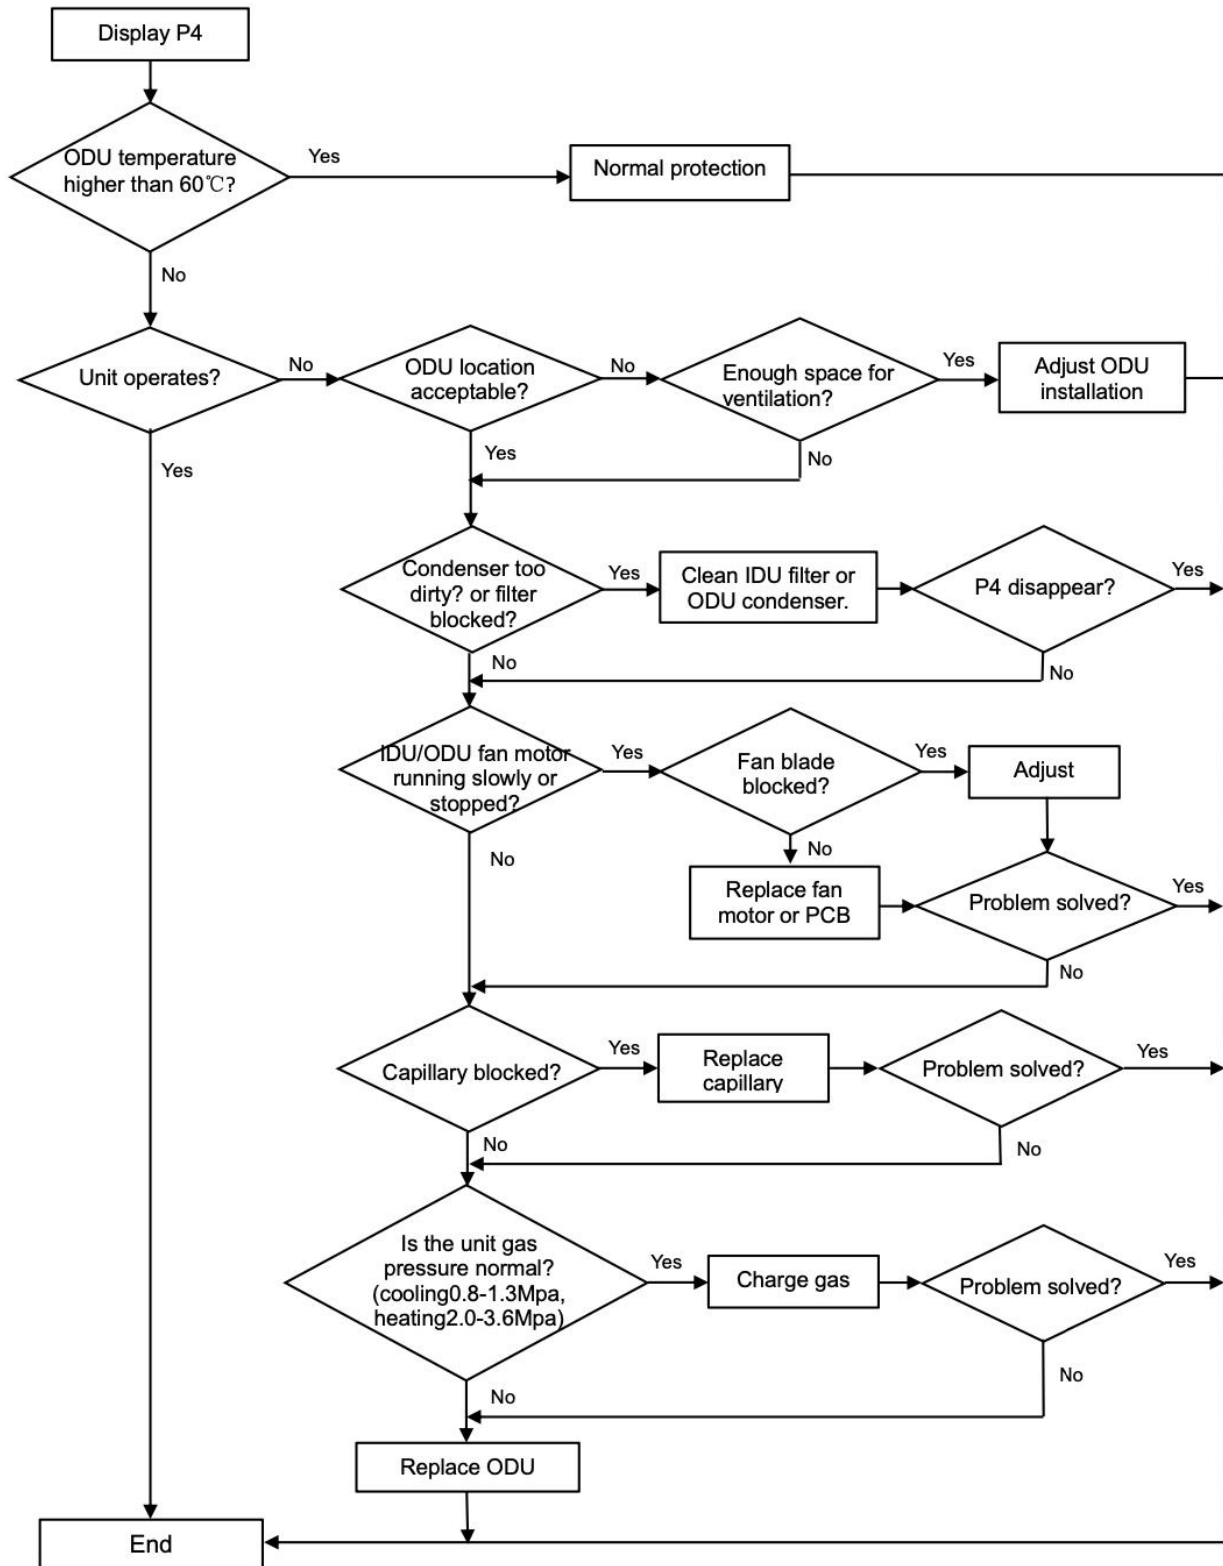 Display P4
ODU temperature
higher than 60℃?
Yes
Normal protection
No
Unit operates?
No
ODU location
acceptable?
No
Enough space for
ventilation?
Yes
Adjust ODU
installation
Yes
Yes
No
Condenser too
dirty? or filter
blocked?
Yes
Clean IDU filter or
ODU condenser.
P4 disappear?
Yes
No
No
IDU/ODU fan motor
running slowly or
stopped?
Yes
Fan blade
blocked?
Yes
Adjust
No
No
Replace fan
motor or PCB
Problem solved?
Yes
No
Capillary blocked?
Yes
Replace
capillary
Problem solved?
Yes
No
No
Is the unit gas
pressure normal?
(cooling0.8-1.3Mpa,
heating2.0-3.6Mpa)
Yes
Charge gas
Problem solved?
Yes
No
No
Replace ODU
End